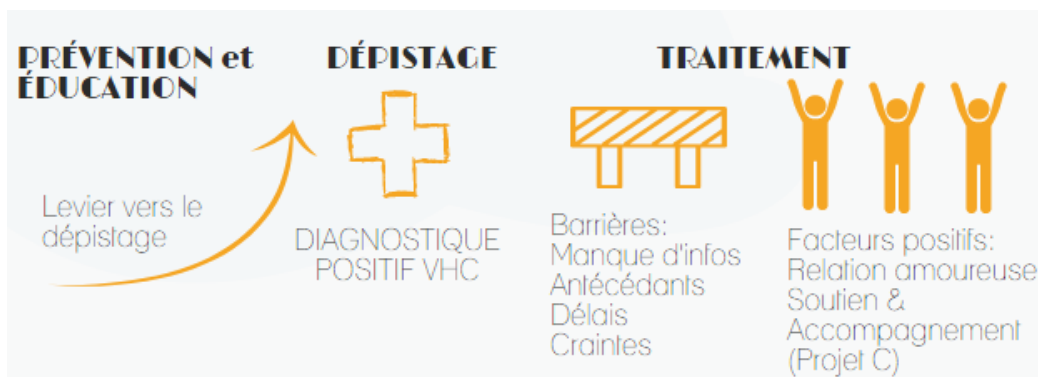 PRÉVENTION et
ÉDUCATION
Levier vers le
dépistage
DÉPISTAGE
DIAGNOSTIQUE
POSITIF VHC
TRAITEMENT
Barrières:
Manque d'infos
Antécédants
Délais
Craintes
Facteurs positifs:
Relation amoureuse
Soutien &
Accompagnement
(Projet C)